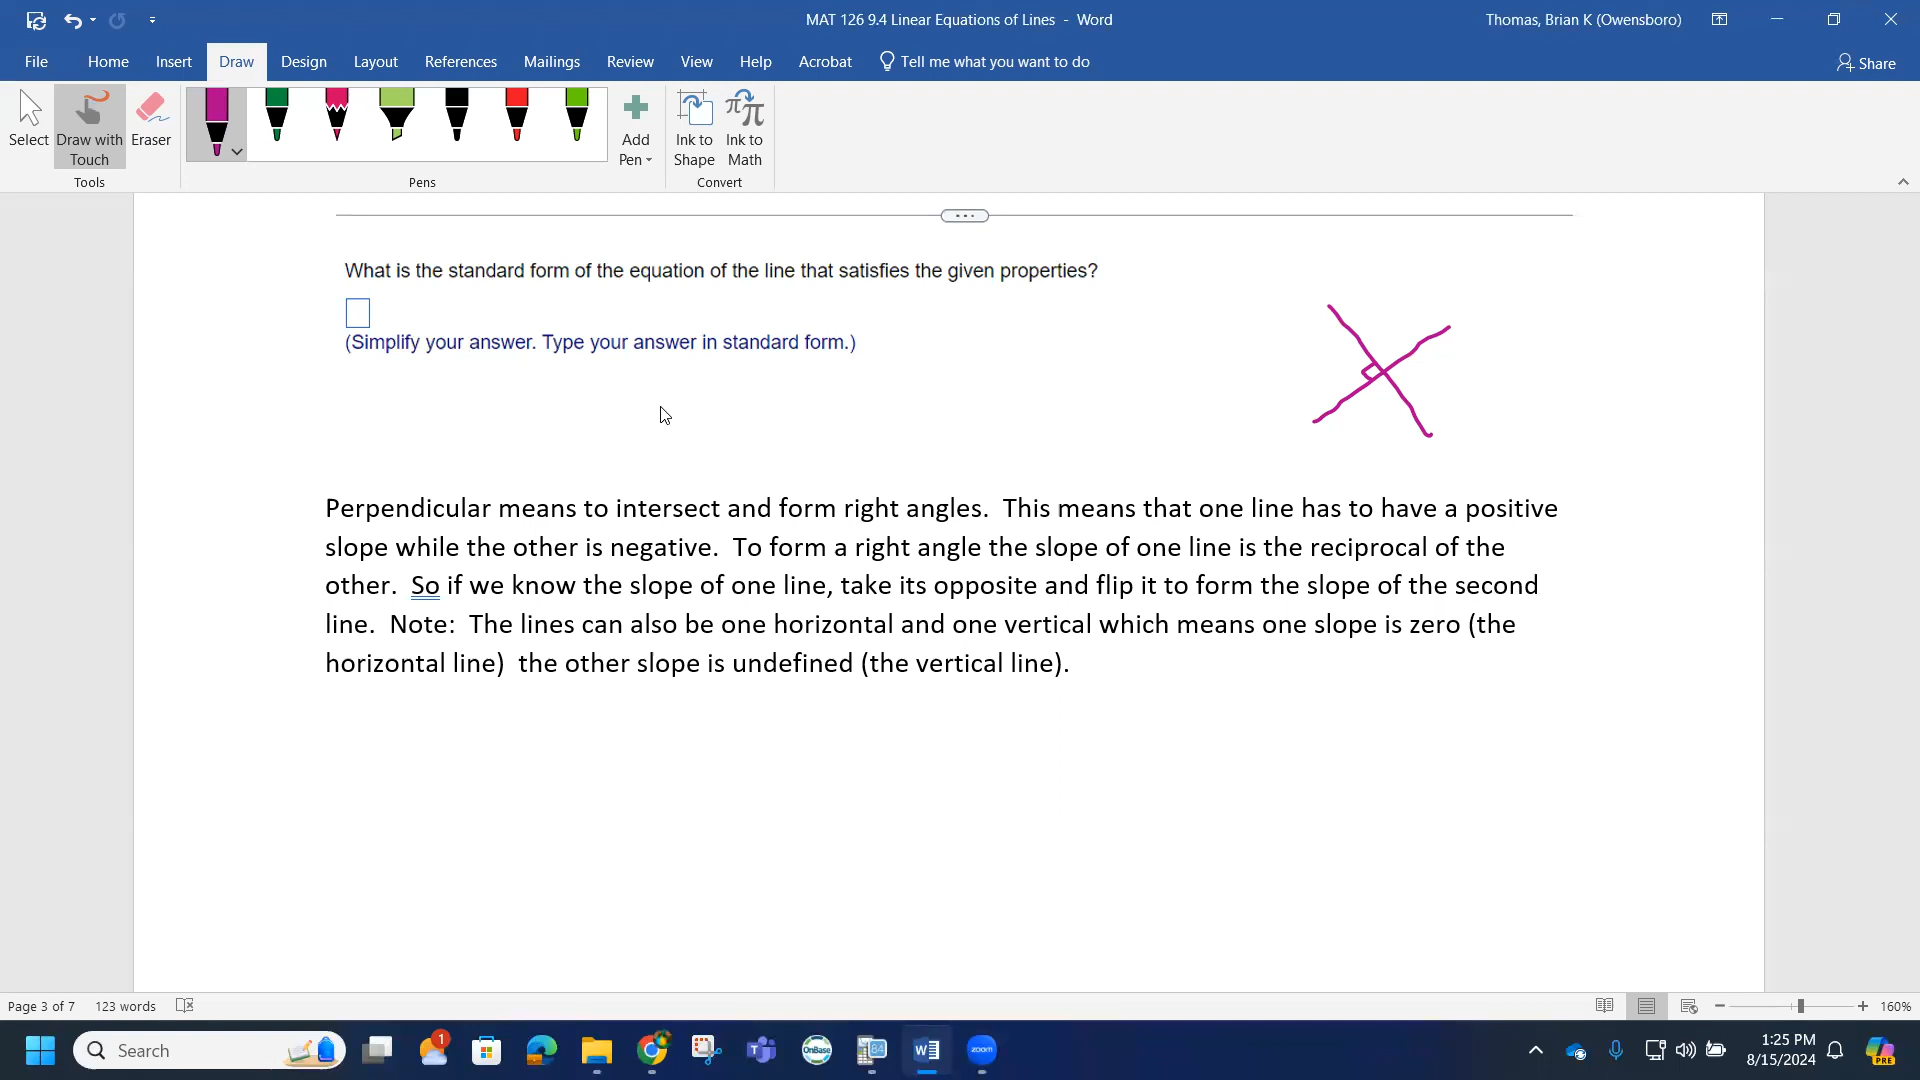 MAT 126 9.4 Linear Equations of Lines - Word
Thomas, Brian K (Owensboro)
File Home Insert Draw Design Layout References Mailings Review View Help Acrobat Tell me what you want to do
Share
Select
Draw with Touch
Eraser
Add Pen
Ink to Shape
Ink to Math
Tools
Pens
Convert
What is the standard form of the equation of the line that satisfies the given properties?
(Simplify your answer. Type your answer in standard form.)
Perpendicular means to intersect and form right angles. This means that one line has to have a positive
slope while the other is negative. To form a right angle the slope of one line is the reciprocal of the
other. So if we know the slope of one line, take its opposite and flip it to form the slope of the second
line. Note: The lines can also be one horizontal and one vertical which means one slope is zero (the
horizontal line) the other slope is undefined (the vertical line).
Page 3 of 7 123 words
160%
Search
1
OnBase
84
zoom
1:25 PM
8/15/2024
PRE